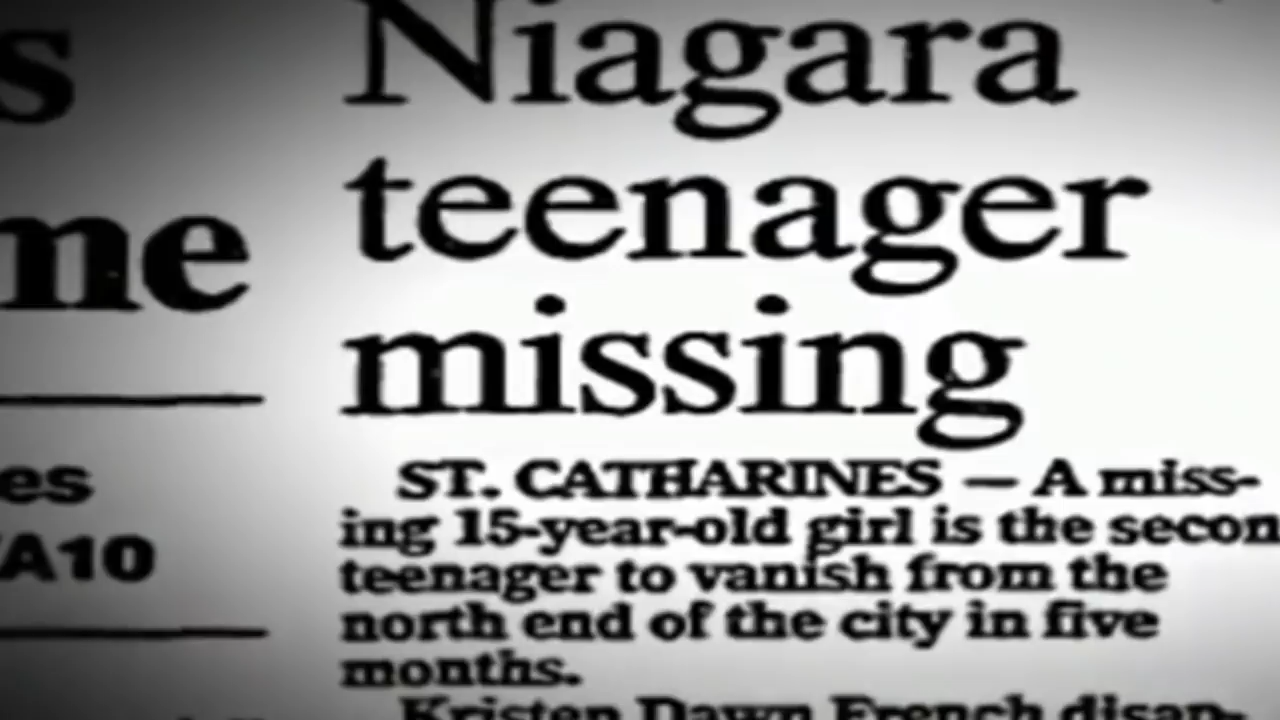 s
me
es
/A10
Niagara
teenager
missing
ST. CATHARINES — A miss-
ing 15-year-old girl is the secon
teenager to vanish from the
north end of the city in five
months.
Kristen Dawn French disap-